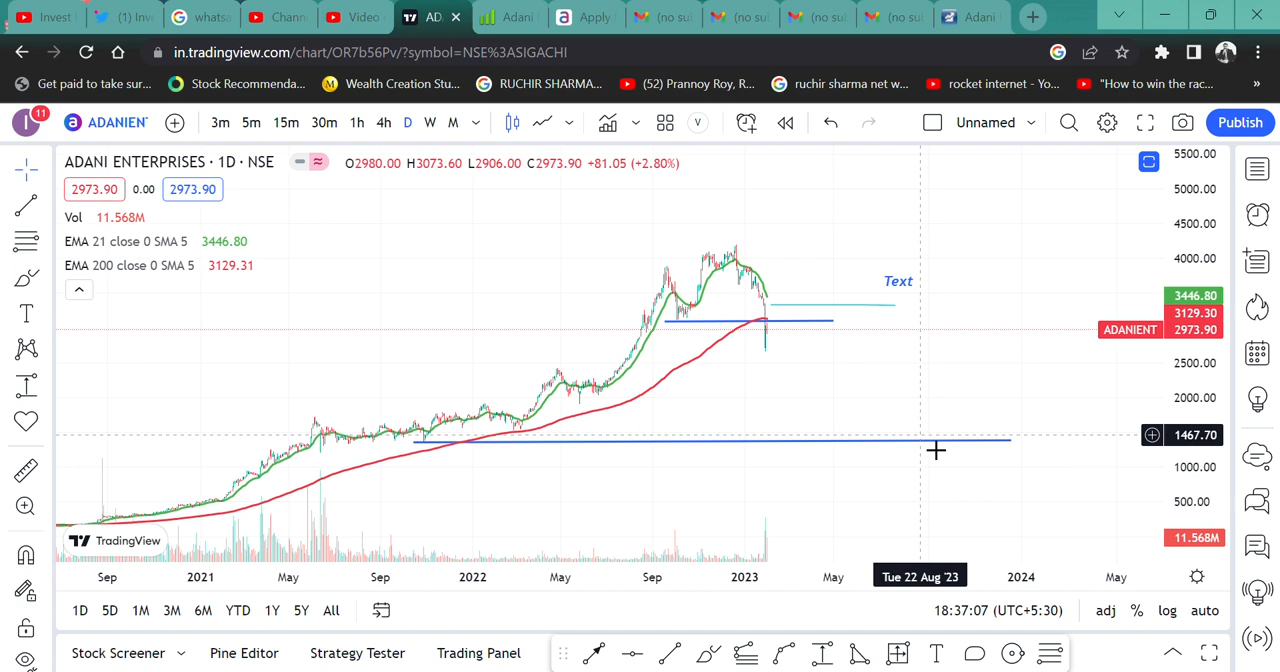 Invest
(1) Inv
whats
Chann
Video
AD
Adani
Apply
(no su
(no su
(no su
(no su
Adani
in.tradingview.com/chart/OR7b56Pv/?symbol=NSE%3ASIGACHI
Get paid to take sur... Stock Recommenda... Wealth Creation Stu... RUCHIR SHARMA... (52) Prannoy Roy, R... ruchir sharma net w... rocket internet - Yo... "How to win the rac... »
I 11 a ADANIEN 3m 5m 15m 30m 1h 4h D W M V Unnamed Publish
ADANI ENTERPRISES · 1D · NSE O2980.00 H3073.60 L2906.00 C2973.90 +81.05 (+2.80%)
2973.90 0.00 2973.90
Vol 11.568M
EMA 21 close 0 SMA 5 3446.80
EMA 200 close 0 SMA 5 3129.31
Text
5500.00
5000.00
4500.00
4000.00
3446.80
3129.30
ADANIENT 2973.90
2500.00
2000.00
1467.70
1000.00
500.00
11.568M
TradingView
Sep 2021 May Sep 2022 May Sep 2023 May Tue 22 Aug '23 2024 May
1D 5D 1M 3M 6M YTD 1Y 5Y All 18:37:07 (UTC+5:30) adj % log auto
Stock Screener Pine Editor Strategy Tester Trading Panel T